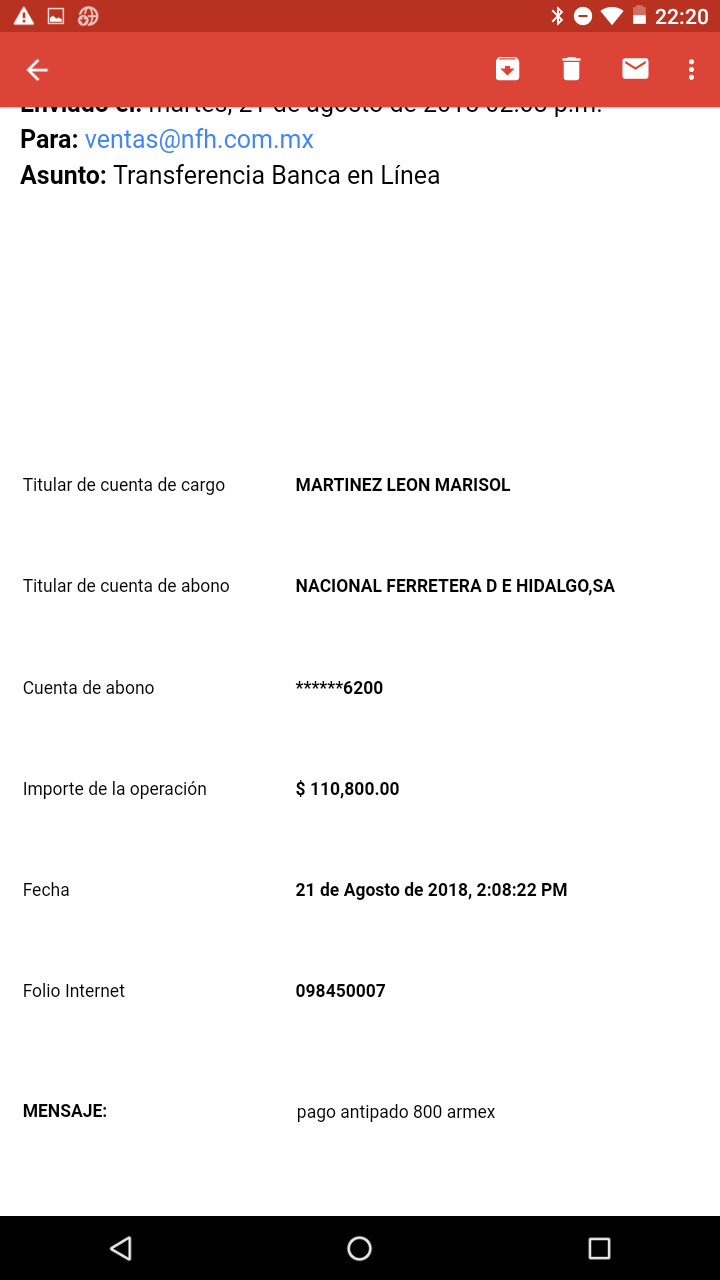 22:20
Enviado el: martes, 21 de agosto de 2018 02:08 p.m.
Para: ventas@nfh.com.mx
Asunto: Transferencia Banca en Línea
Titular de cuenta de cargo MARTINEZ LEON MARISOL
Titular de cuenta de abono NACIONAL FERRETERA D E HIDALGO,SA
Cuenta de abono ******6200
Importe de la operación $ 110,800.00
Fecha 21 de Agosto de 2018, 2:08:22 PM
Folio Internet 098450007
MENSAJE: pago antipado 800 armex